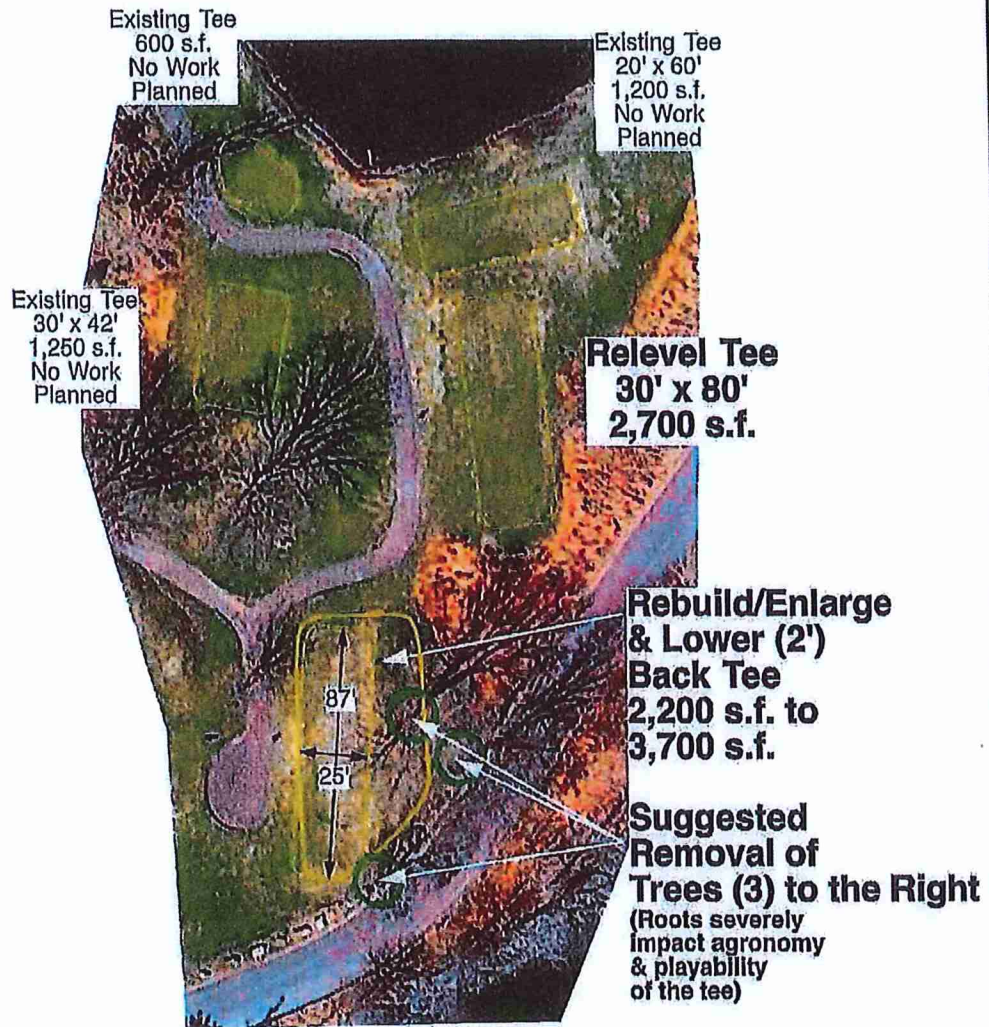 Existing Tee
600 s.f.
No Work
Planned
Existing Tee
20' x 60'
1,200 s.f.
No Work
Planned
Existing Tee
30' x 42'
1,250 s.f.
No Work
Planned
Relevel Tee
30' x 80'
2,700 s.f.
Rebuild/Enlarge
& Lower (2')
Back Tee
2,200 s.f. to
3,700 s.f.
87'
25'
Suggested
Removal of
Trees (3) to the Right
(Roots severely
impact agronomy
& playability
of the tee)